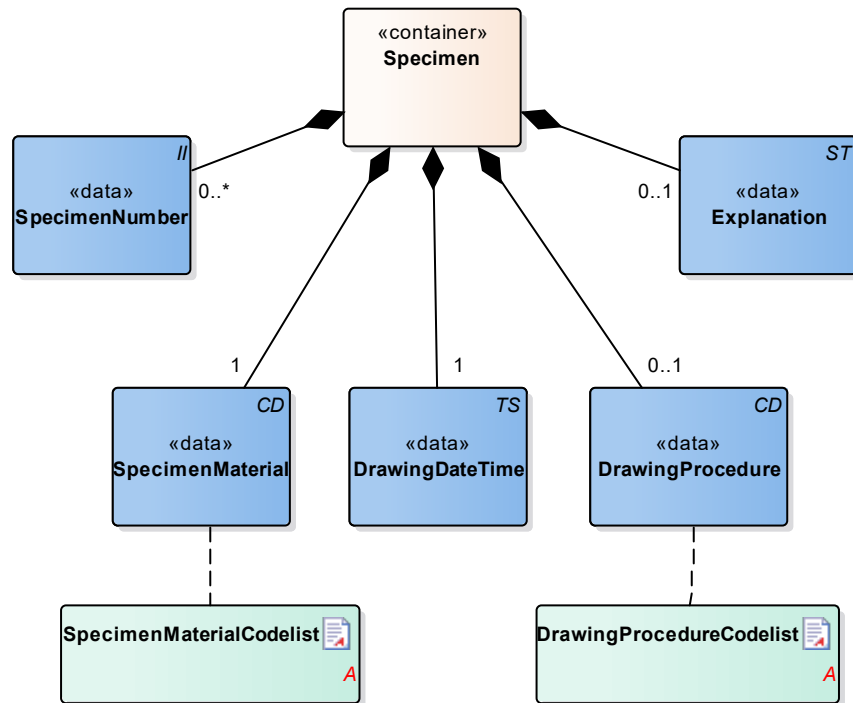 «container»
Specimen
II
«data»
SpecimenNumber
0..*
ST
«data»
Explanation
0..1
1
1
0..1
CD
«data»
SpecimenMaterial
TS
«data»
DrawingDateTime
CD
«data»
DrawingProcedure
SpecimenMaterialCodelist
A
DrawingProcedureCodelist
A